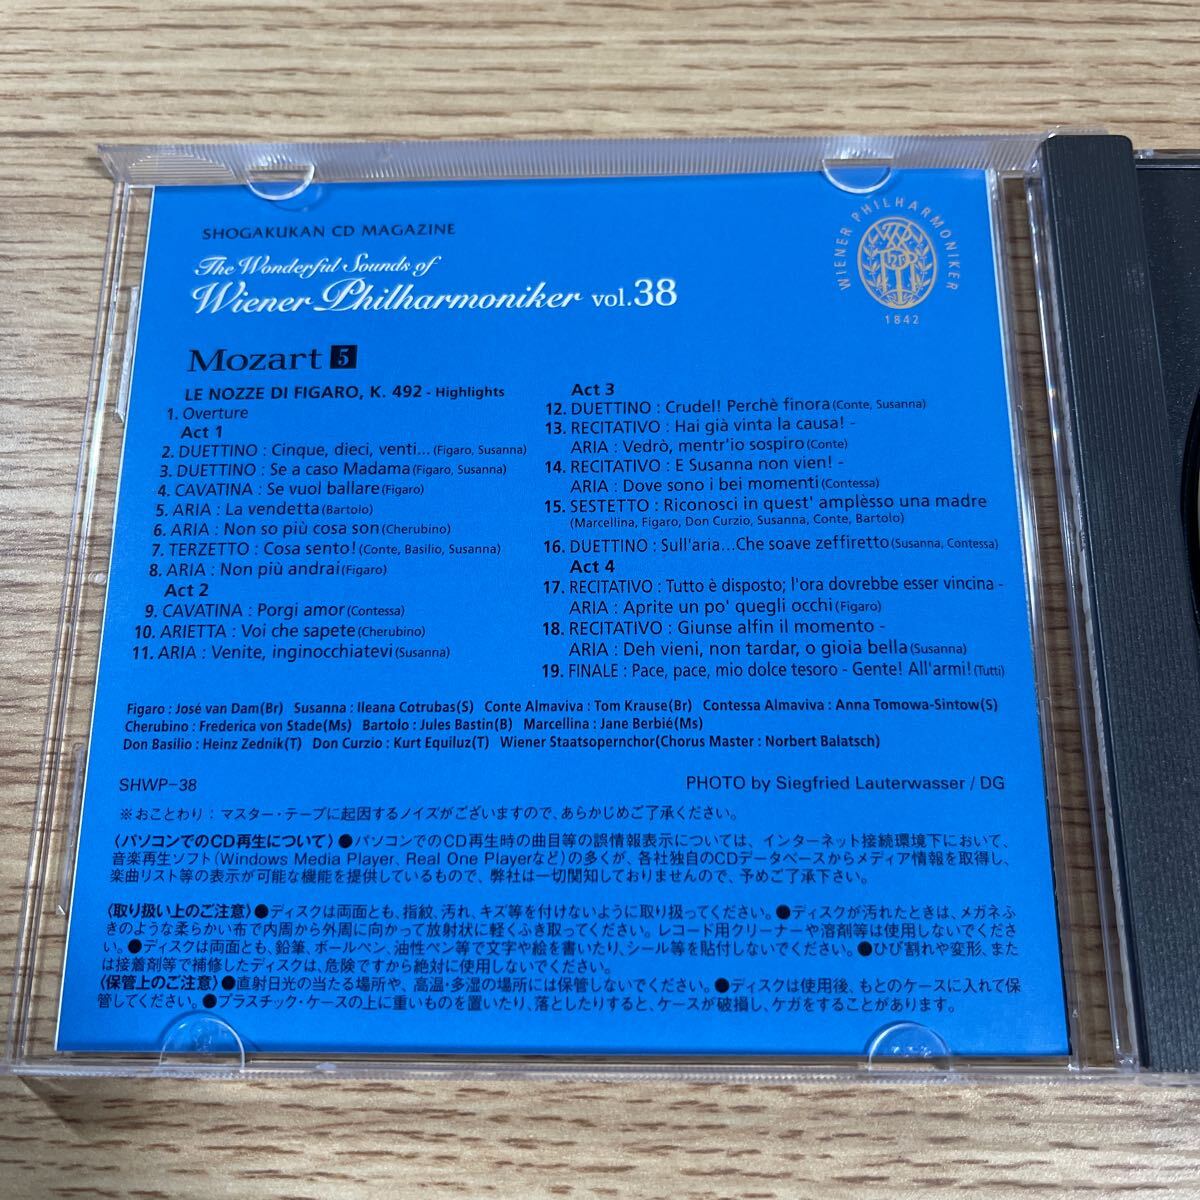 SHOGAKUKAN CD MAGAZINE
The Wonderful Sounds of
Wiener Philharmoniker vol.38
WIENER PHILHARMONIKER
1842
Mozart 5
LE NOZZE DI FIGARO, K. 492 - Highlights
1. Overture
Act 1
2. DUETTINO : Cinque, dieci, venti... (Figaro, Susanna)
3. DUETTINO : Se a caso Madama (Figaro, Susanna)
4. CAVATINA : Se vuol ballare (Figaro)
5. ARIA : La vendetta (Bartolo)
6. ARIA : Non so più cosa son (Cherubino)
7. TERZETTO : Cosa sento! (Conte, Basilio, Susanna)
8. ARIA : Non più andrai (Figaro)
Act 2
9. CAVATINA : Porgi amor (Contessa)
10. ARIETTA : Voi che sapete (Cherubino)
11. ARIA : Venite, inginocchiatevi (Susanna)
Act 3
12. DUETTINO : Crudel! Perchè finora (Conte, Susanna)
13. RECITATIVO : Hai già vinta la causa! -
ARIA : Vedrò, mentr'io sospiro (Conte)
14. RECITATIVO : E Susanna non vien! -
ARIA : Dove sono i bei momenti (Contessa)
15. SESTETTO : Riconosci in quest' amplèsso una madre
(Marcellina, Figaro, Don Curzio, Susanna, Conte, Bartolo)
16. DUETTINO : Sull'aria...Che soave zeffiretto (Susanna, Contessa)
Act 4
17. RECITATIVO : Tutto è disposto; l'ora dovrebbe esser vincina -
ARIA : Aprite un po' quegli occhi (Figaro)
18. RECITATIVO : Giunse alfin il momento -
ARIA : Deh vieni, non tardar, o gioia bella (Susanna)
19. FINALE : Pace, pace, mio dolce tesoro - Gente! All'armi! (Tutti)
Figaro : José van Dam(Br) Susanna : Ileana Cotrubas(S) Conte Almaviva : Tom Krause(Br) Contessa Almaviva : Anna Tomowa-Sintow(S)
Cherubino : Frederica von Stade(Ms) Bartolo : Jules Bastin(B) Marcellina : Jane Berbié(Ms)
Don Basilio : Heinz Zednik(T) Don Curzio : Kurt Equiluz(T) Wiener Staatsopernchor(Chorus Master : Norbert Balatsch)
SHWP-38
PHOTO by Siegfried Lauterwasser / DG
※おことわり：マスター・テープに起因するノイズがございますので、あらかじめご了承ください。
〈パソコンでのCD再生について〉●パソコンでのCD再生時の曲目等の誤情報表示については、インターネット接続環境下において、
音楽再生ソフト(Windows Media Player、Real One Playerなど)の多くが、各社独自のCDデータベースからメディア情報を取得し、
楽曲リスト等の表示が可能な機能を提供しているもので、弊社は一切関知しておりませんので、予めご了承下さい。
〈取り扱い上のご注意〉●ディスクは両面とも、指紋、汚れ、キズ等を付けないように取り扱ってください。●ディスクが汚れたときは、メガネふ
きのような柔らかい布で内周から外周に向かって放射状に軽くふき取ってください。レコード用クリーナーや溶剤等は使用しないでくださ
い。●ディスクは両面とも、鉛筆、ボールペン、油性ペン等で文字や絵を書いたり、シール等を貼付しないでください。●ひび割れや変形、また
は接着剤等で補修したディスクは、危険ですから絶対に使用しないでください。
〈保管上のご注意〉●直射日光の当たる場所や、高温・多湿の場所には保管しないでください。●ディスクは使用後、もとのケースに入れて保
管してください。●プラスチック・ケースの上に重いものを置いたり、落としたりすると、ケースが破損し、ケガをすることがあります。